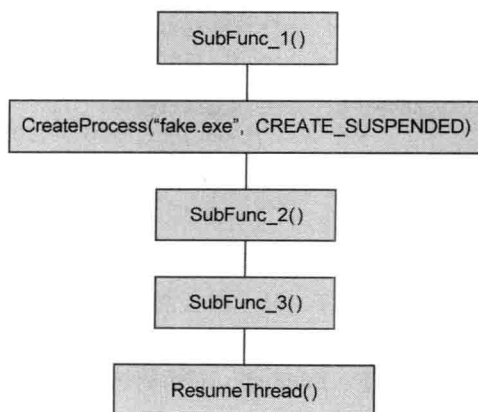 SubFunc_1()
CreateProcess("fake.exe", CREATE_SUSPENDED)
SubFunc_2()
SubFunc_3()
ResumeThread()